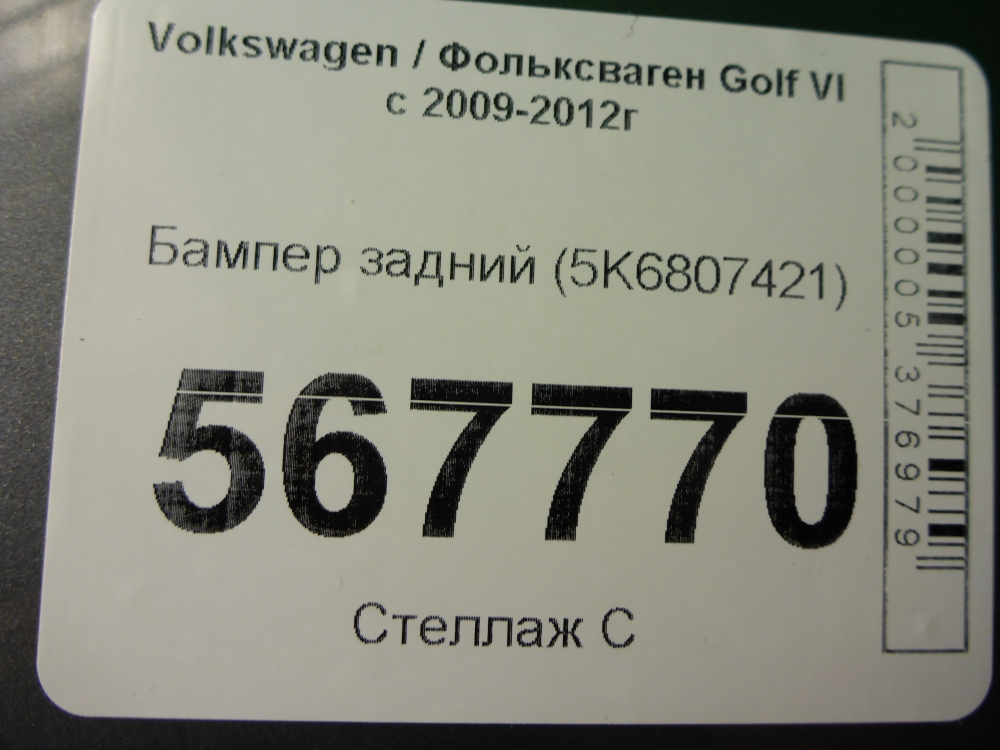 Volkswagen / Фольксваген Golf VI
с 2009-2012г
Бампер задний (5K6807421)
567770
Стеллаж С
2000005376979